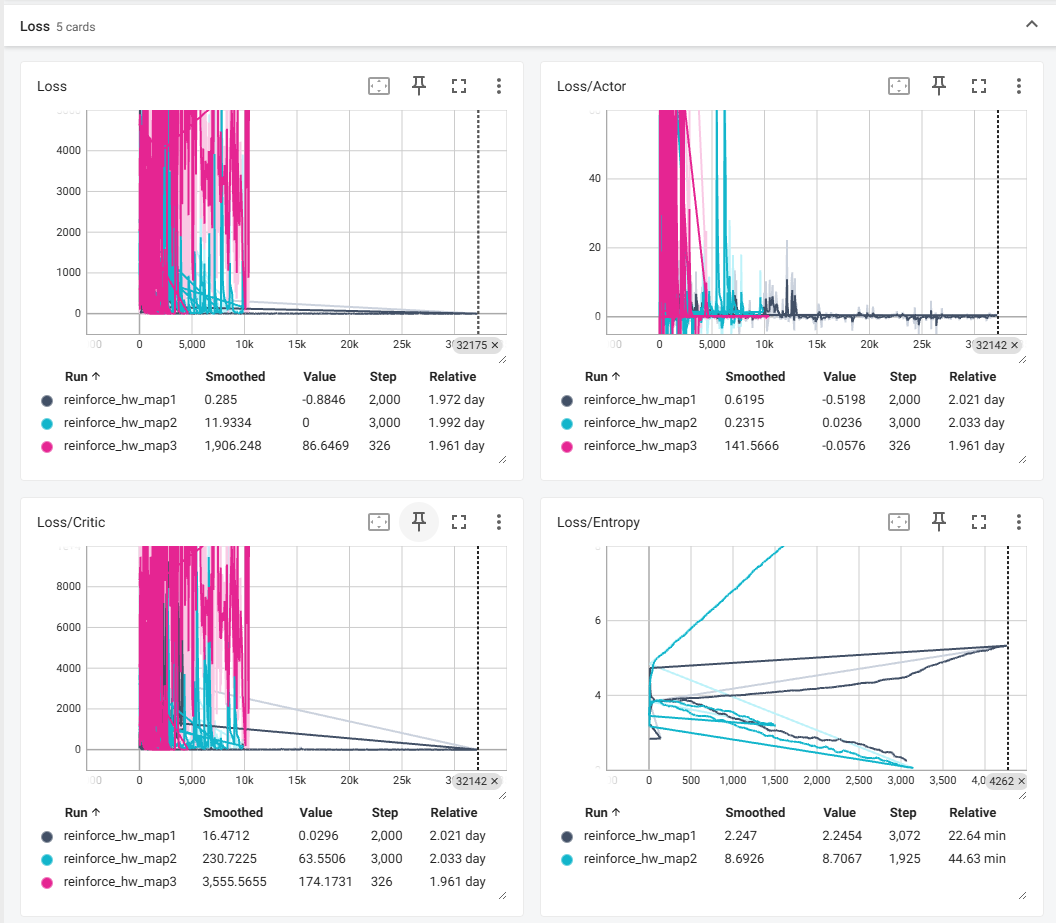 Loss 5 cards
Loss
Loss/Actor
4000
3000
2000
1000
0
00 0 5,000 10k 15k 20k 25k 3 32175 ×
40
20
0
00 0 5,000 10k 15k 20k 25k 3 32142 ×
Run ↑ Smoothed Value Step Relative
reinforce_hw_map1 0.285 -0.8846 2,000 1.972 day
reinforce_hw_map2 11.9334 0 3,000 1.992 day
reinforce_hw_map3 1,906.248 86.6469 326 1.961 day
Run ↑ Smoothed Value Step Relative
reinforce_hw_map1 0.6195 -0.5198 2,000 2.021 day
reinforce_hw_map2 0.2315 0.0236 3,000 2.033 day
reinforce_hw_map3 141.5666 -0.0576 326 1.961 day
Loss/Critic
Loss/Entropy
8000
6000
4000
2000
0
00 0 5,000 10k 15k 20k 25k 3 32142 ×
6
4
0 0 500 1,000 1,500 2,000 2,500 3,000 3,500 4,0 4262 ×
Run ↑ Smoothed Value Step Relative
reinforce_hw_map1 16.4712 0.0296 2,000 2.021 day
reinforce_hw_map2 230.7225 63.5506 3,000 2.033 day
reinforce_hw_map3 3,555.5655 174.1731 326 1.961 day
Run ↑ Smoothed Value Step Relative
reinforce_hw_map1 2.247 2.2454 3,072 22.64 min
reinforce_hw_map2 8.6926 8.7067 1,925 44.63 min